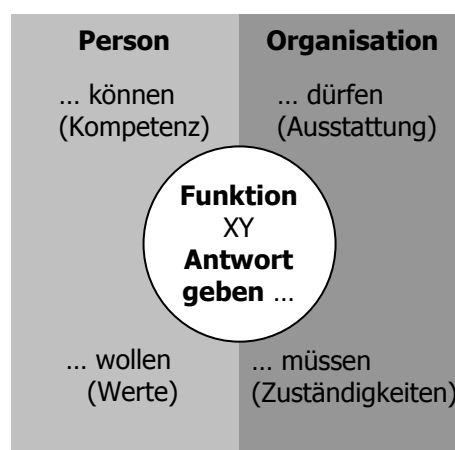 Person
Organisation
… können
(Kompetenz)
… dürfen
(Ausstattung)
Funktion
XY
Antwort
geben …
… wollen
(Werte)
… müssen
(Zuständigkeiten)